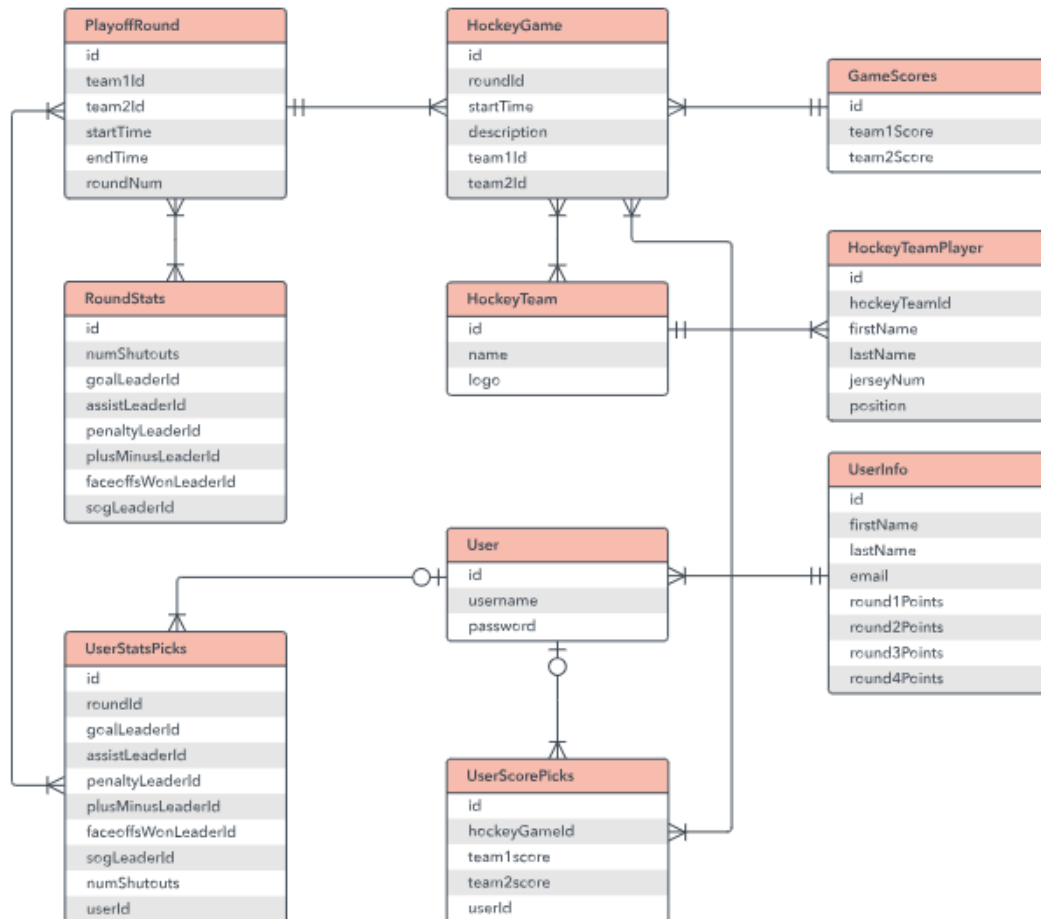 PlayoffRound
id
team1Id
team2Id
startTime
endTime
roundNum
HockeyGame
id
roundId
startTime
description
team1Id
team2Id
GameScores
id
team1Score
team2Score
RoundStats
id
numShutouts
goalLeaderId
assistLeaderId
penaltyLeaderId
plusMinusLeaderId
faceoffsWonLeaderId
sogLeaderId
HockeyTeam
id
name
logo
HockeyTeamPlayer
id
hockeyTeamId
firstName
lastName
jerseyNum
position
UserInfo
id
firstName
lastName
email
round1Points
round2Points
round3Points
round4Points
User
id
username
password
UserStatsPicks
id
roundId
goalLeaderId
assistLeaderId
penaltyLeaderId
plusMinusLeaderId
faceoffsWonLeaderId
sogLeaderId
numShutouts
userId
UserScorePicks
id
hockeyGameId
team1score
team2score
userId